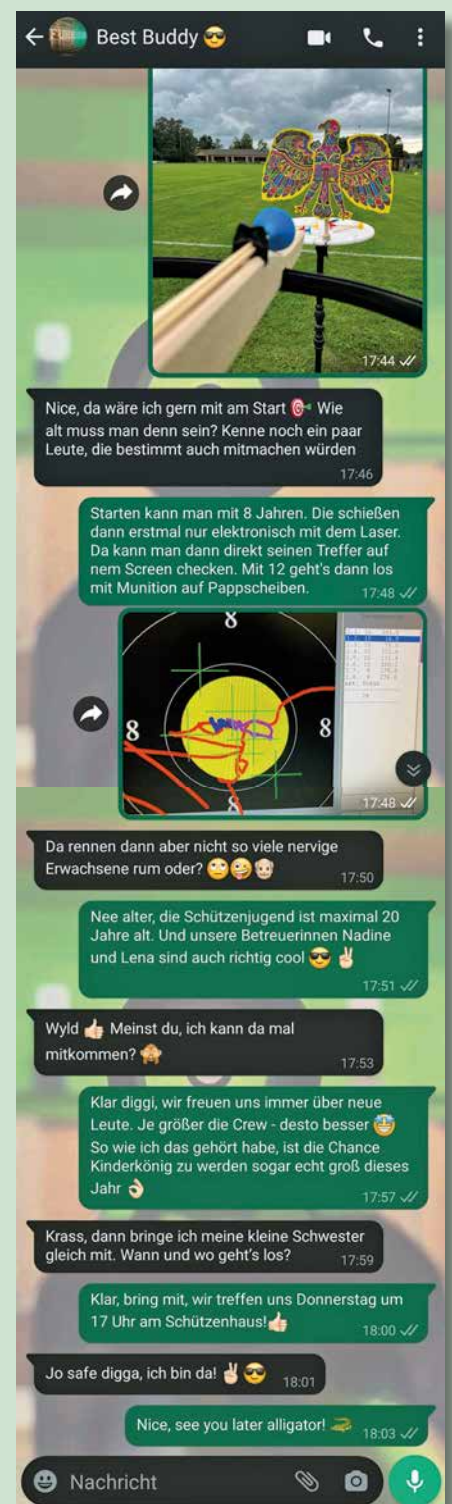 Best Buddy 😎
17:44
Nice, da wäre ich gern mit am Start 🎯 Wie
alt muss man denn sein? Kenne noch ein paar
Leute, die bestimmt auch mitmachen würden
17:46
Starten kann man mit 8 Jahren. Die schießen
dann erstmal nur elektronisch mit dem Laser.
Da kann man dann direkt seinen Treffer auf
nem Screen checken. Mit 12 geht's dann los
mit Munition auf Pappscheiben.
17:48
8
8
8
8
17:48
Da rennen dann aber nicht so viele nervige
Erwachsene rum oder? 🙄🤪👴🏻
17:50
Nee alter, die Schützenjugend ist maximal 20
Jahre alt. Und unsere Betreuerinnen Nadine
und Lena sind auch richtig cool 😎 ✌🏻
17:51
Wyld 👍🏻 Meinst du, ich kann da mal
mitkommen? 🙈
17:53
Klar diggi, wir freuen uns immer über neue
Leute. Je größer die Crew - desto besser 🤩
So wie ich das gehört habe, ist die Chance
Kinderkönig zu werden sogar echt groß dieses
Jahr 👌🏻
17:57
Krass, dann bringe ich meine kleine Schwester
gleich mit. Wann und wo geht's los?
17:59
Klar, bring mit, wir treffen uns Donnerstag um
17 Uhr am Schützenhaus!👍🏻
18:00
Jo safe digga, ich bin da! ✌🏻 😎
18:01
Nice, see you later alligator! 🐊
18:03
Nachricht